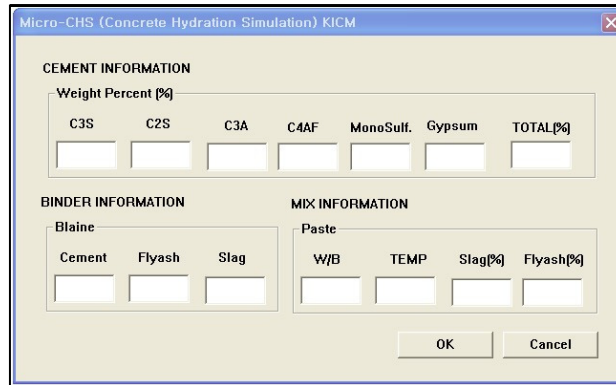 Micro-CHS (Concrete Hydration Simulation) KICM
CEMENT INFORMATION
Weight Percent (%)
C3S C2S C3A C4AF MonoSulf. Gypsum TOTAL(%)
BINDER INFORMATION MIX INFORMATION
Blaine Paste
Cement Flyash Slag W/B TEMP Slag(%) Flyash(%)
OK Cancel